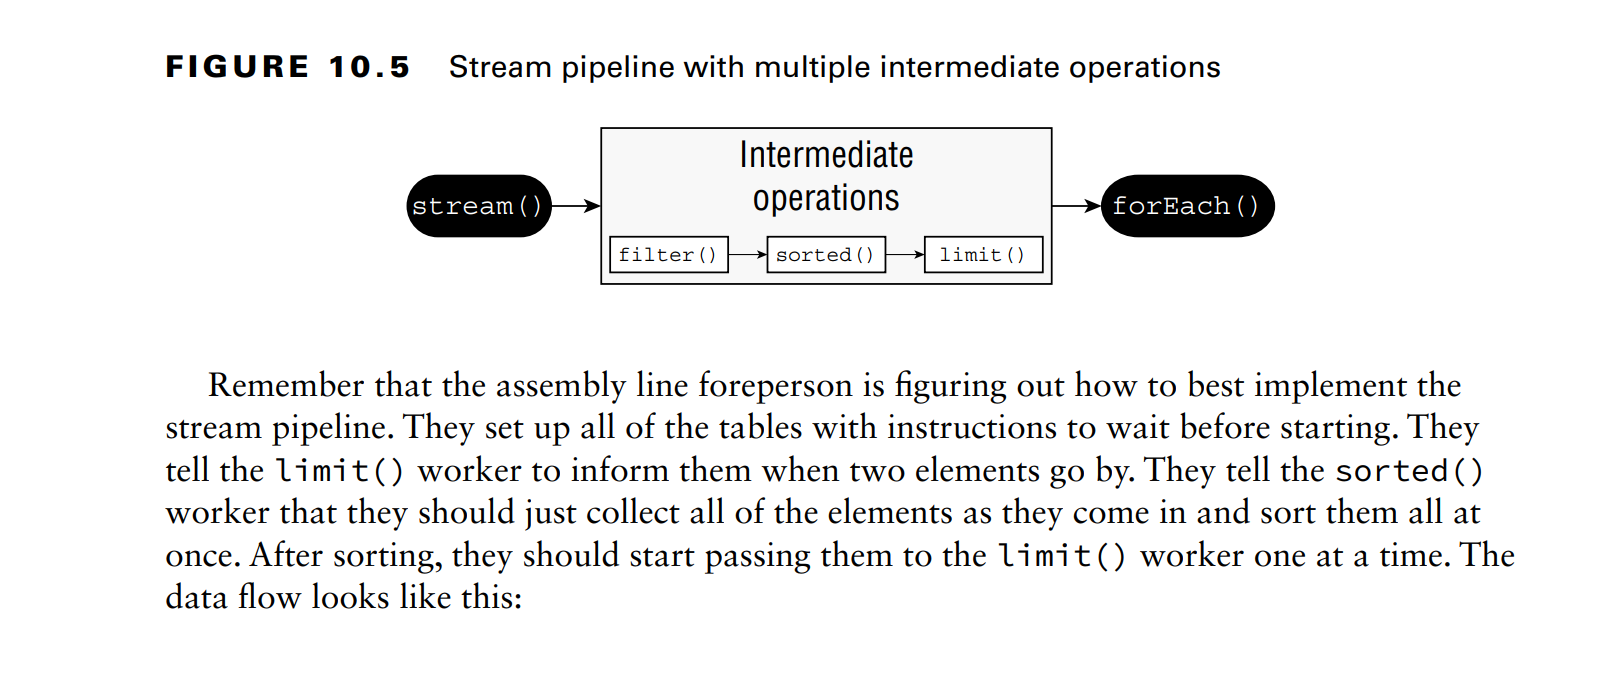 FIGURE 10.5 Stream pipeline with multiple intermediate operations
Intermediate
operations
stream()
forEach()
filter()
sorted()
limit()
Remember that the assembly line foreperson is figuring out how to best implement the
stream pipeline. They set up all of the tables with instructions to wait before starting. They
tell the limit() worker to inform them when two elements go by. They tell the sorted()
worker that they should just collect all of the elements as they come in and sort them all at
once. After sorting, they should start passing them to the limit() worker one at a time. The
data flow looks like this: